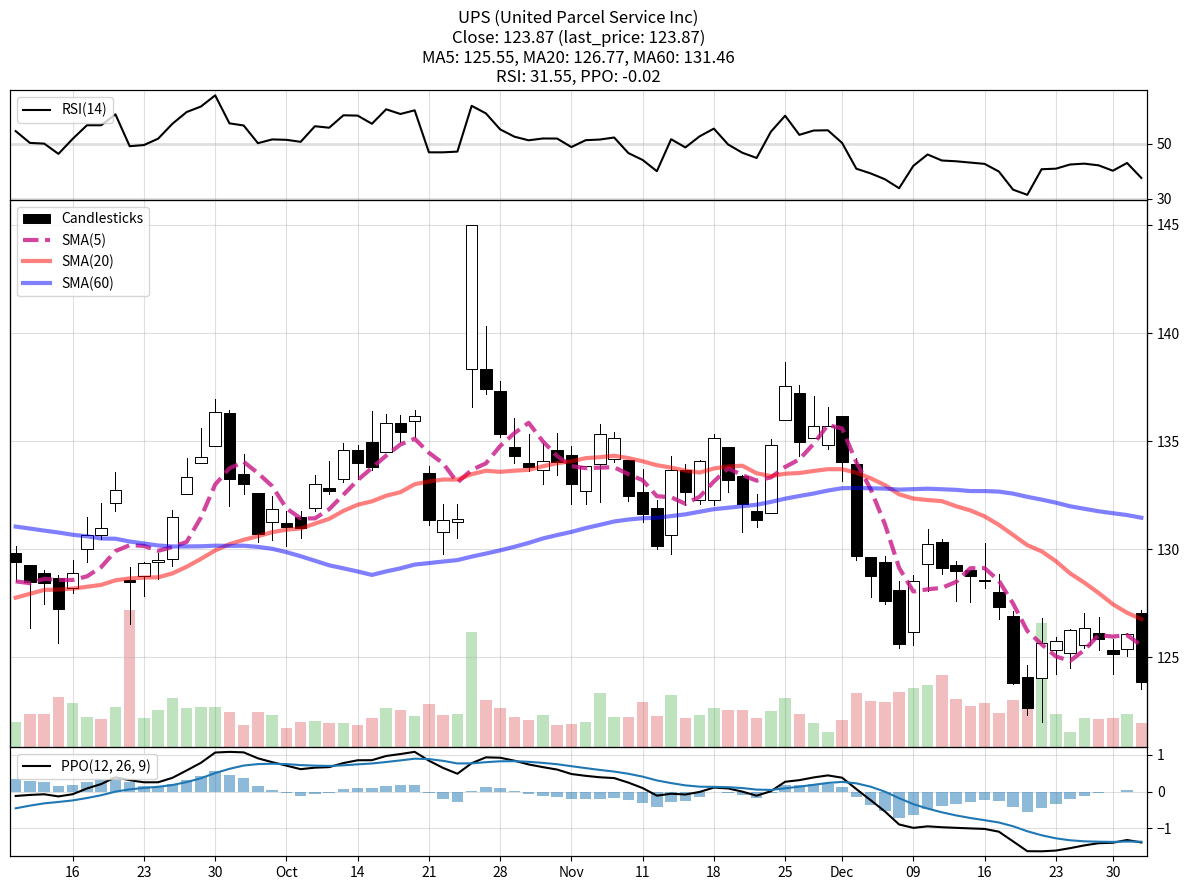 UPS (United Parcel Service Inc)
Close: 123.87 (last_price: 123.87)
MA5: 125.55, MA20: 126.77, MA60: 131.46
RSI: 31.55, PPO: -0.02
RSI(14)
50
30
Candlesticks
SMA(5)
SMA(20)
SMA(60)
145
140
135
130
125
PPO(12, 26, 9)
1
0
−1
16 23 30 Oct 14 21 28 Nov 11 18 25 Dec 09 16 23 30